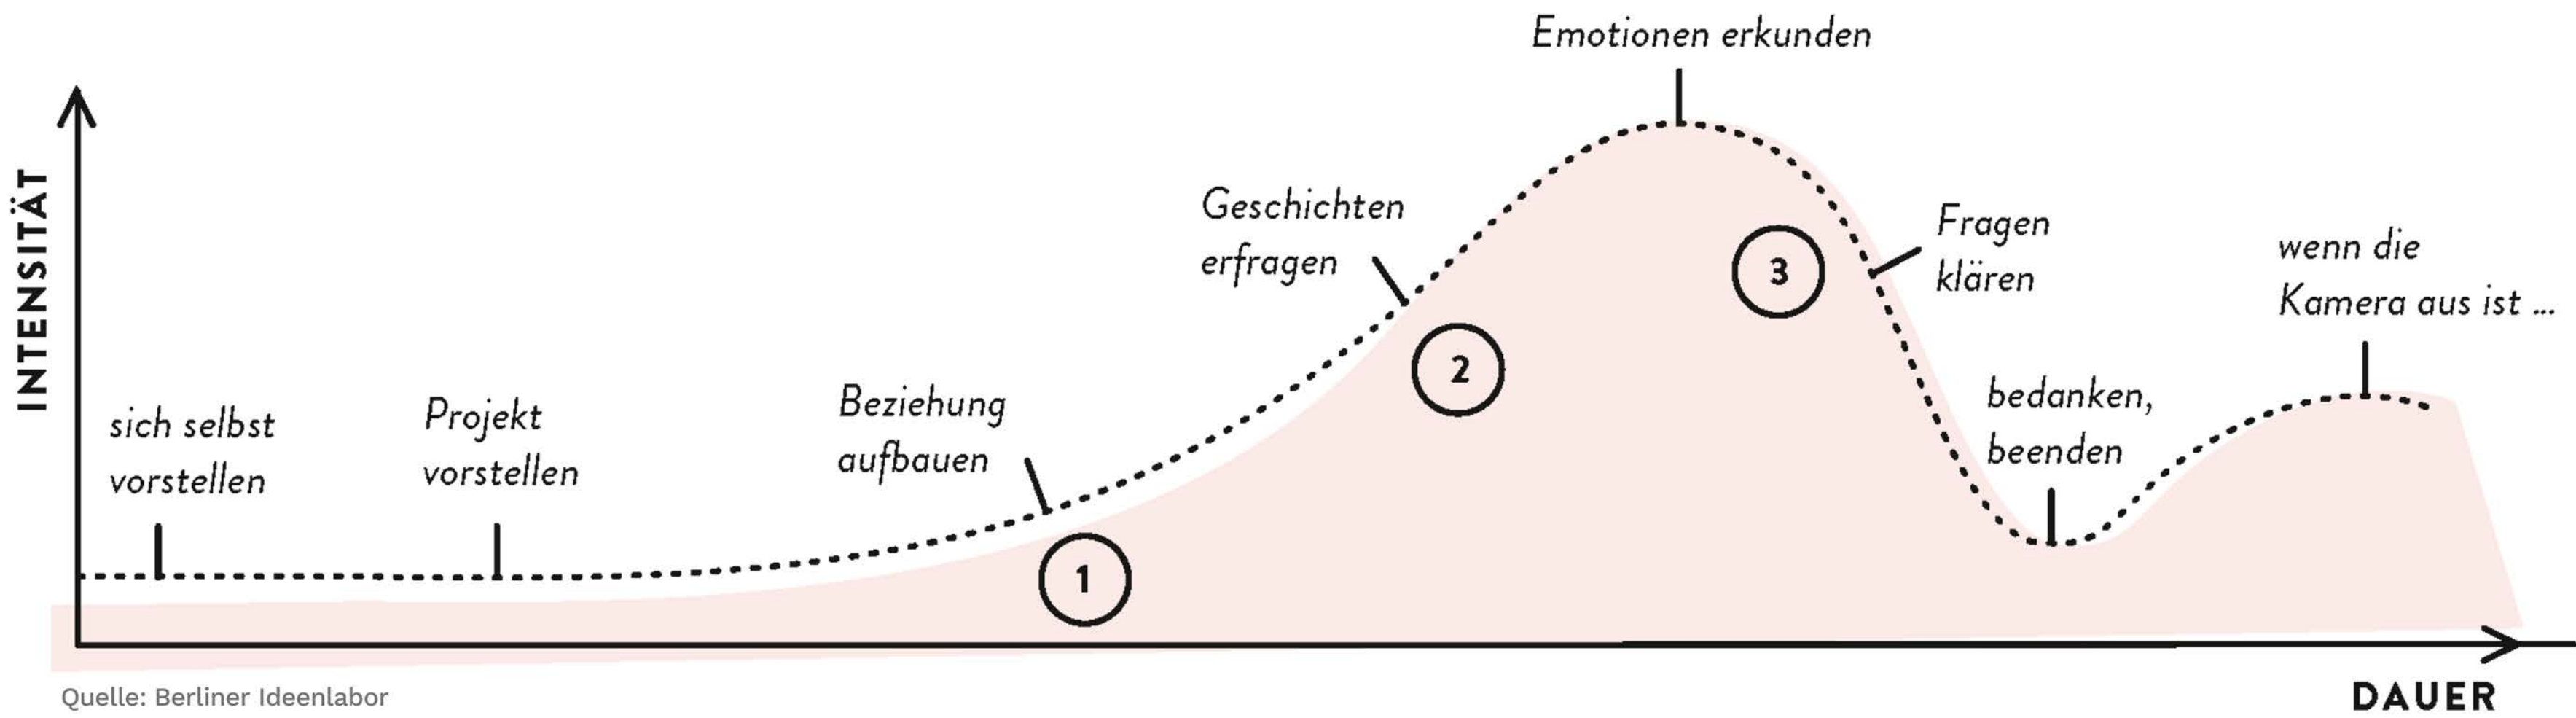 Emotionen erkunden
INTENSITÄT
Geschichten
erfragen
Fragen
klären
3
wenn die
Kamera aus ist ...
2
sich selbst
vorstellen
Projekt
vorstellen
Beziehung
aufbauen
bedanken,
beenden
1
Quelle: Berliner Ideenlabor
DAUER